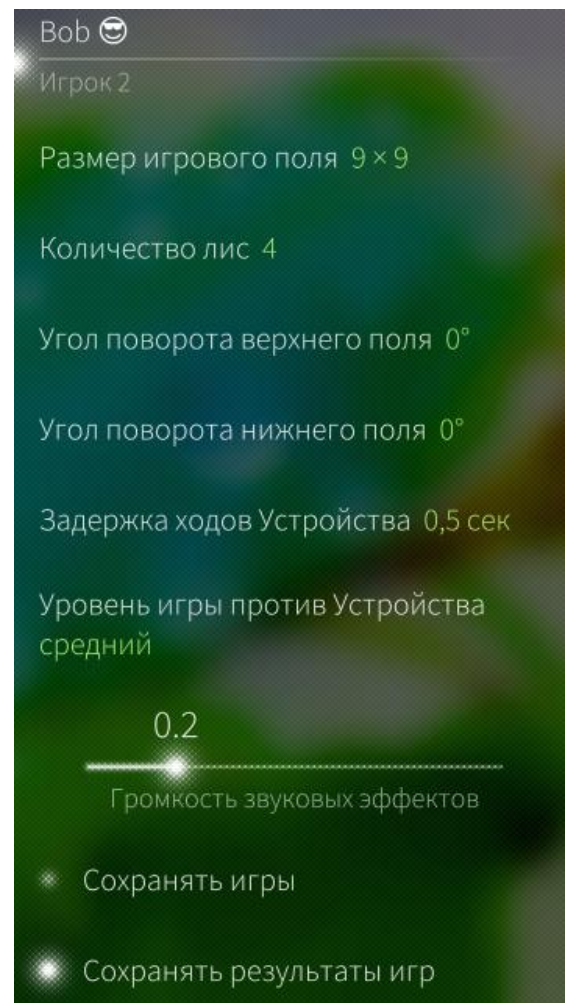 Bob 😎
Игрок 2
Размер игрового поля 9 × 9
Количество лис 4
Угол поворота верхнего поля 0°
Угол поворота нижнего поля 0°
Задержка ходов Устройства 0,5 сек
Уровень игры против Устройства
средний
0.2
Громкость звуковых эффектов
Сохранять игры
Сохранять результаты игр